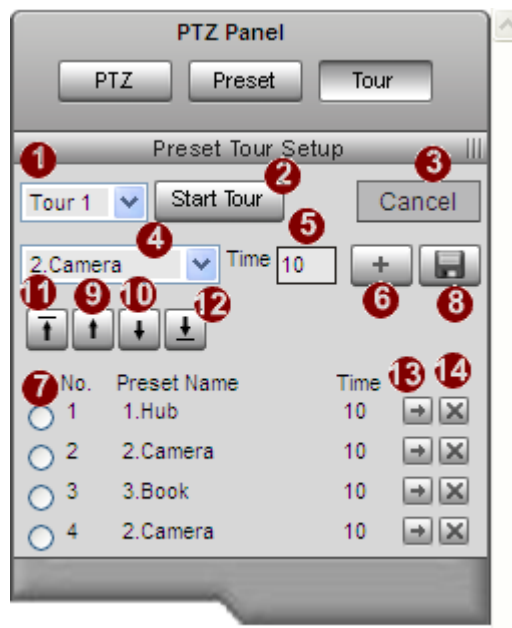 PTZ Panel
PTZ Preset Tour
Preset Tour Setup
1 2 3
Tour 1 Start Tour Cancel
4 5
2.Camera Time 10 +
11 9 10 12 6 8
7 No. Preset Name Time 13 14
1 1.Hub 10
2 2.Camera 10
3 3.Book 10
4 2.Camera 10